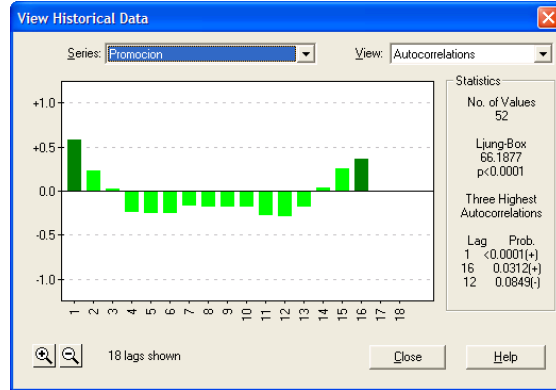 View Historical Data
Series: Promocion View: Autocorrelations
+1.0
+0.5
0.0
-0.5
-1.0
1 2 3 4 5 6 7 8 9 10 11 12 13 14 15 16 17 18
Statistics
No. of Values
52
Ljung-Box
66.1877
p<0.0001
Three Highest
Autocorrelations
Lag Prob.
1 <0.0001(+)
16 0.0312(+)
12 0.0849(-)
18 lags shown
Close
Help